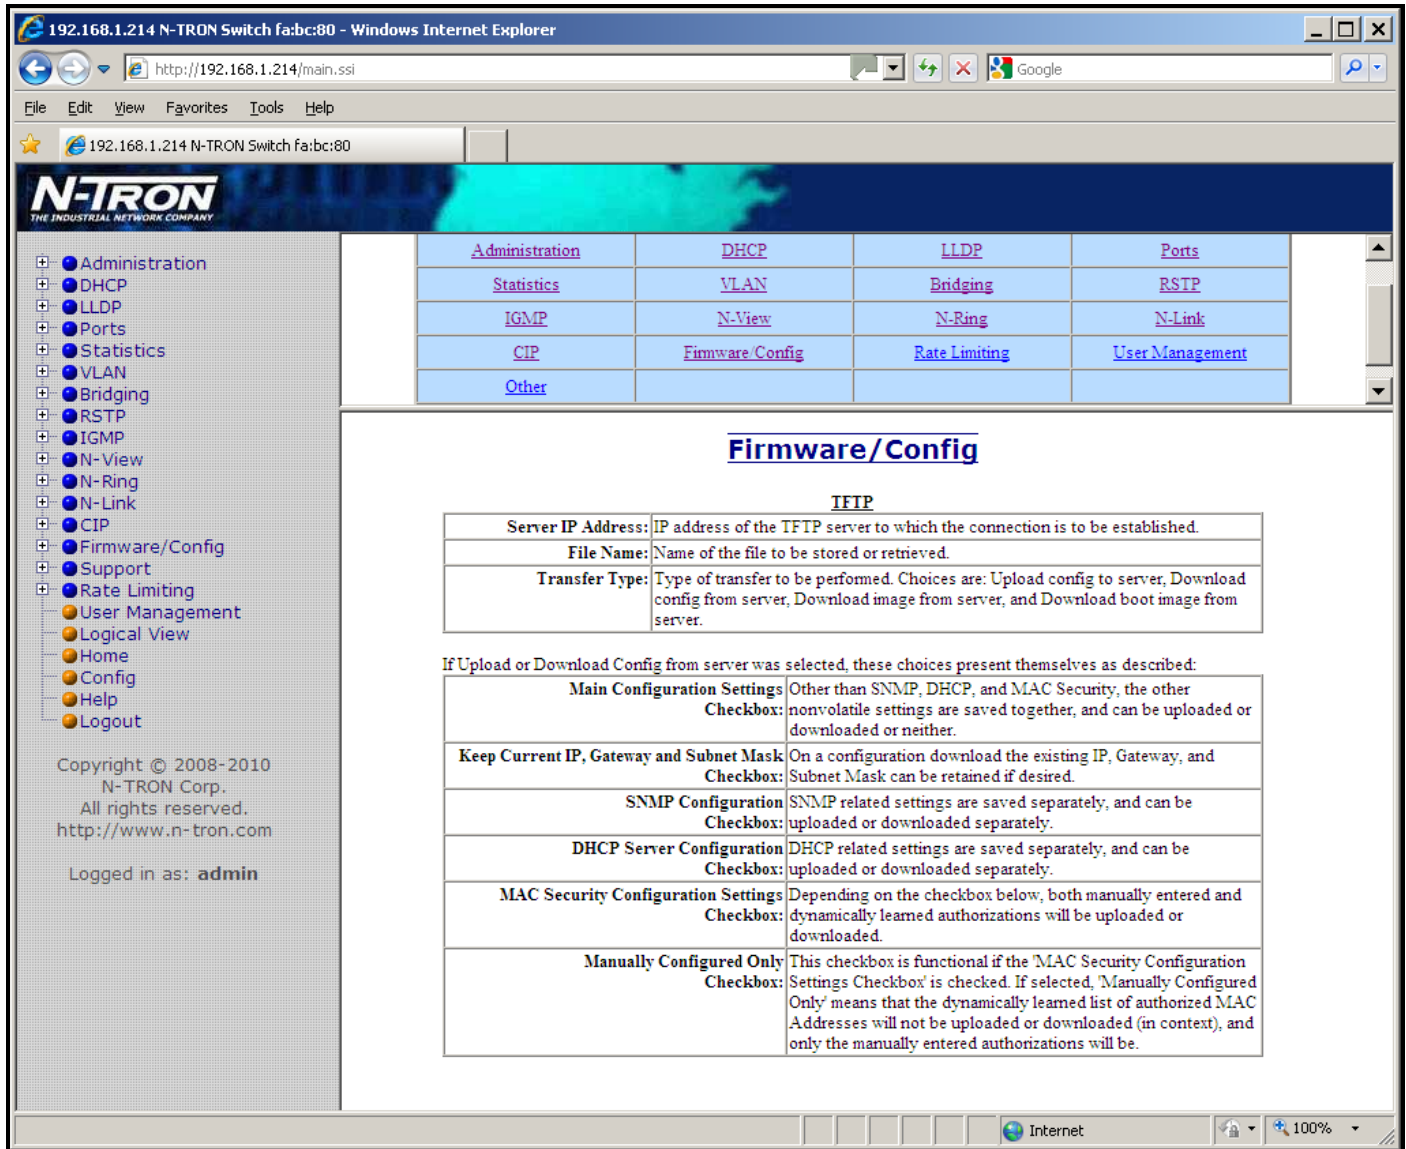 192.168.1.214 N-TRON Switch fa:bc:80 - Windows Internet Explorer
http://192.168.1.214/main.ssi
Google
File Edit View Favorites Tools Help
192.168.1.214 N-TRON Switch fa:bc:80
N-TRON
THE INDUSTRIAL NETWORK COMPANY
Administration
DHCP
LLDP
Ports
Statistics
VLAN
Bridging
RSTP
IGMP
N-View
N-Ring
N-Link
CIP
Firmware/Config
Support
Rate Limiting
User Management
Logical View
Home
Config
Help
Logout
Copyright © 2008-2010
N-TRON Corp.
All rights reserved.
http://www.n-tron.com
Logged in as: admin
Administration DHCP LLDP Ports
Statistics VLAN Bridging RSTP
IGMP N-View N-Ring N-Link
CIP Firmware/Config Rate Limiting User Management
Other
Firmware/Config
TFTP
Server IP Address: IP address of the TFTP server to which the connection is to be established.
File Name: Name of the file to be stored or retrieved.
Transfer Type: Type of transfer to be performed. Choices are: Upload config to server, Download
config from server, Download image from server, and Download boot image from
server.
If Upload or Download Config from server was selected, these choices present themselves as described:
Main Configuration Settings Other than SNMP, DHCP, and MAC Security, the other
Checkbox: nonvolatile settings are saved together, and can be uploaded or
downloaded or neither.
Keep Current IP, Gateway and Subnet Mask On a configuration download the existing IP, Gateway, and
Checkbox: Subnet Mask can be retained if desired.
SNMP Configuration SNMP related settings are saved separately, and can be
Checkbox: uploaded or downloaded separately.
DHCP Server Configuration DHCP related settings are saved separately, and can be
Checkbox: uploaded or downloaded separately.
MAC Security Configuration Settings Depending on the checkbox below, both manually entered and
Checkbox: dynamically learned authorizations will be uploaded or
downloaded.
Manually Configured Only This checkbox is functional if the 'MAC Security Configuration
Checkbox: Settings Checkbox' is checked. If selected, 'Manually Configured
Only' means that the dynamically learned list of authorized MAC
Addresses will not be uploaded or downloaded (in context), and
only the manually entered authorizations will be.
Internet
100%